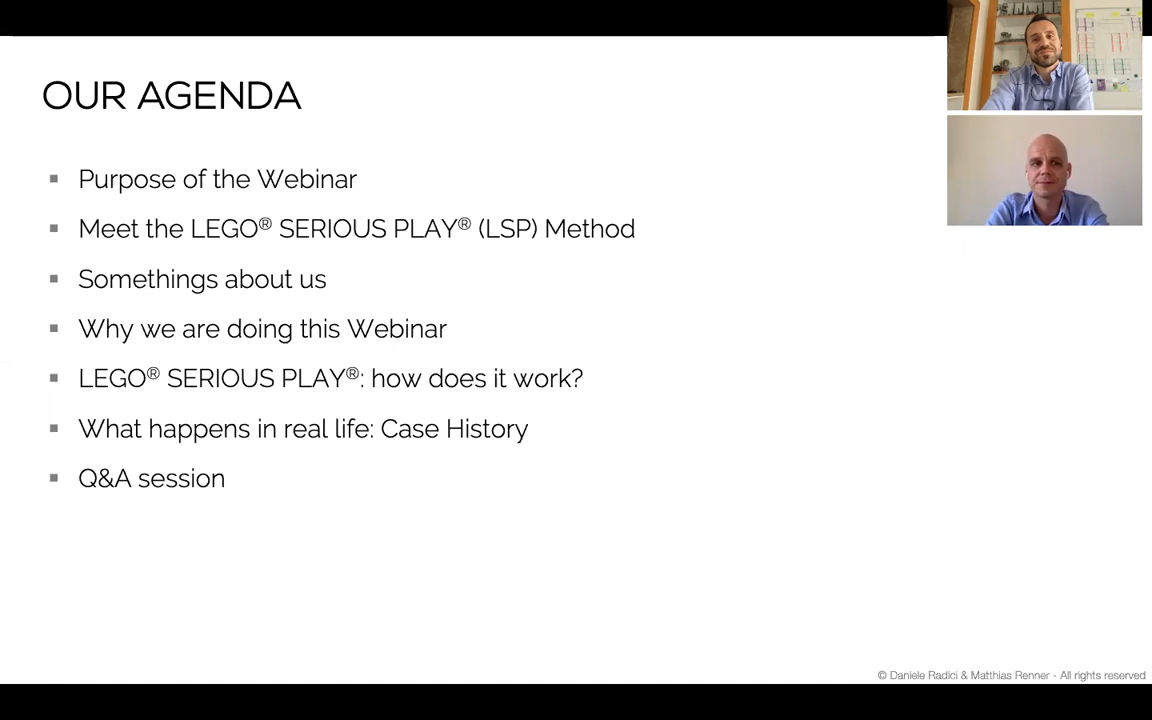 OUR AGENDA
Purpose of the Webinar
Meet the LEGO® SERIOUS PLAY® (LSP) Method
Somethings about us
Why we are doing this Webinar
LEGO® SERIOUS PLAY®: how does it work?
What happens in real life: Case History
Q&A session
© Daniele Radici & Matthias Renner - All rights reserved